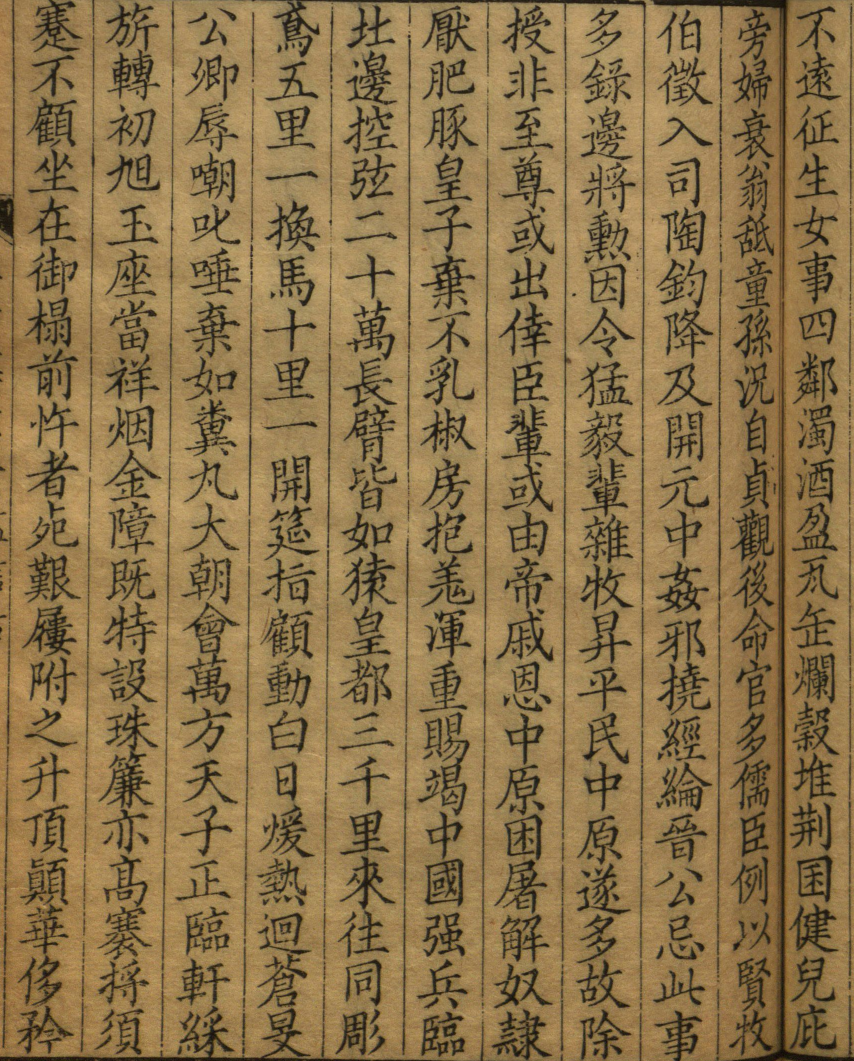 不遠征生女事四鄰濁酒盈瓦缶爛穀堆荆囷健兒庇
旁婦衰翁舐童孫況自貞觀後命官多儒臣例以賢牧
伯徵入司陶鈞降及開元中姦邪撓經綸晉公忌此事
多錄邊將勳因令猛毅輩雜牧昇平民中原遂多故除
授非至尊或出倖臣輩或由帝戚恩中原困屠解奴隸
厭肥豚皇子棄不乳椒房抱羗渾重賜竭中國强兵臨
北邊控弦二十萬長臂皆如猿皇都三千里來往同彫
鳶五里一換馬十里一開筵指顧動白日煖熱迴蒼旻
公卿辱嘲叱唾棄如糞丸大朝會萬方天子正臨軒綵
旂轉初旭玉座當祥烟金障既特設珠簾亦高褰捋須
蹇不顧坐在御榻前忤者死艱屨附之升頂顛華侈矜